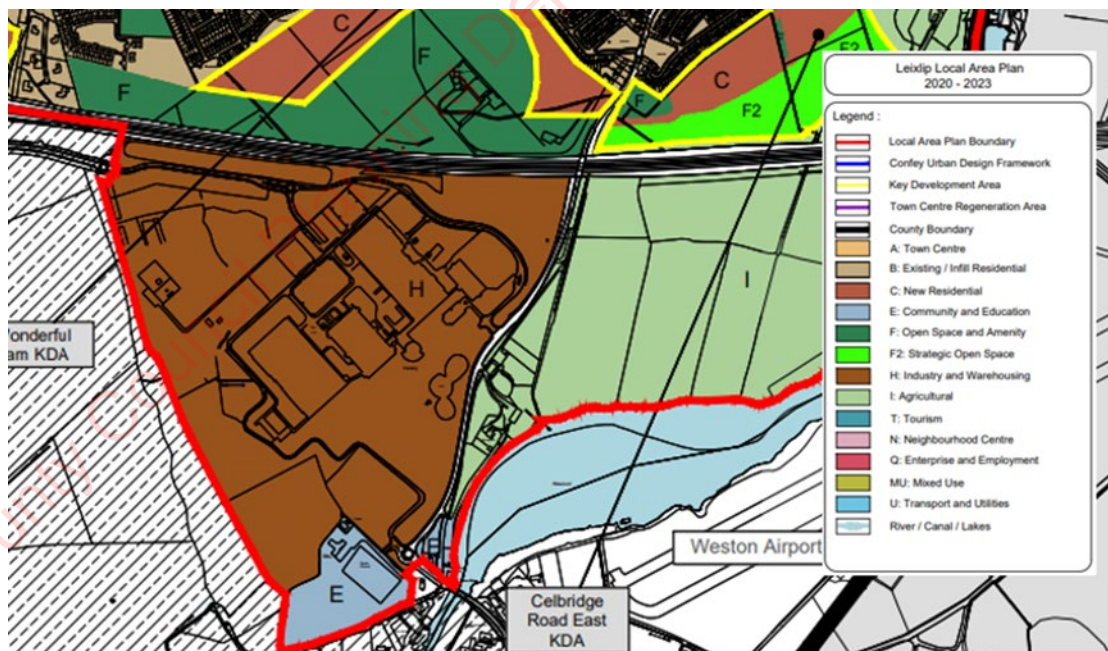 C
F
F2
C
F
F
F2
H
I
E
onderful
am KDA
Weston Airport
Celbridge
Road East
KDA
Leixlip Local Area Plan
2020 - 2023
Legend :
Local Area Plan Boundary
Confey Urban Design Framework
Key Development Area
Town Centre Regeneration Area
County Boundary
A: Town Centre
B: Existing / Infill Residential
C: New Residential
E: Community and Education
F: Open Space and Amenity
F2: Strategic Open Space
H: Industry and Warehousing
I: Agricultural
T: Tourism
N: Neighbourhood Centre
Q: Enterprise and Employment
MU: Mixed Use
U: Transport and Utilities
River / Canal / Lakes